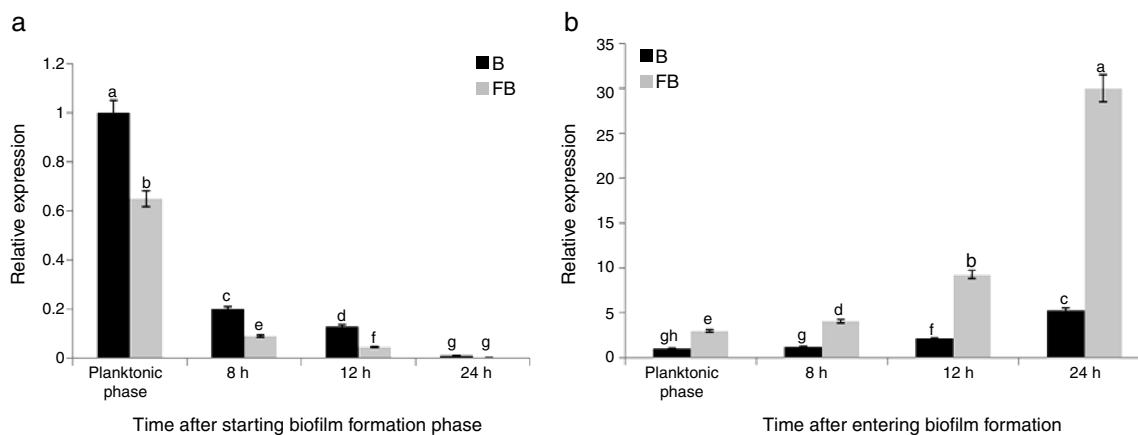 a
B
FB
1.2
1
0.8
0.6
0.4
0.2
0
Relative expression
a
b
c
e
d
f
g
g
Planktonic
phase
8 h
12 h
24 h
Time after starting biofilm formation phase
b
B
FB
35
30
25
20
15
10
5
0
Relative expression
gh
e
g
d
f
b
c
a
Planktonic
phase
8 h
12 h
24 h
Time after entering biofilm formation